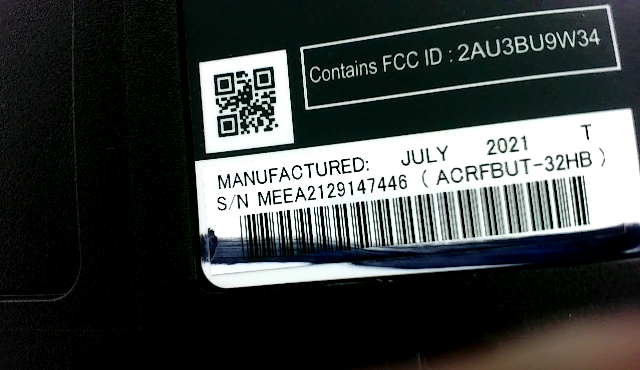 Contains FCC ID : 2AU3BU9W34
MANUFACTURED: JULY 2021 T
S/N MEEA2129147446 ( ACRFBUT-32HB )